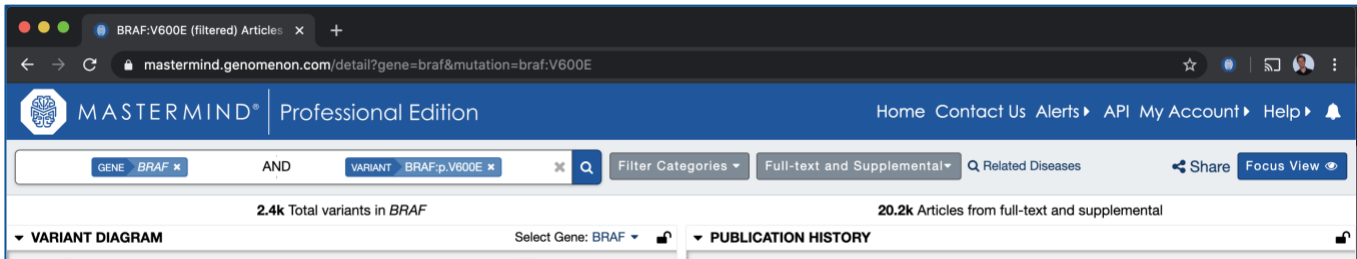 BRAF:V600E (filtered) Articles
mastermind.genomenon.com/detail?gene=braf&mutation=braf:V600E
MASTERMIND® Professional Edition Home Contact Us Alerts API My Account Help
GENE BRAF AND VARIANT BRAF:p.V600E Filter Categories Full-text and Supplemental Related Diseases Share Focus View
2.4k Total variants in BRAF 20.2k Articles from full-text and supplemental
VARIANT DIAGRAM Select Gene: BRAF PUBLICATION HISTORY